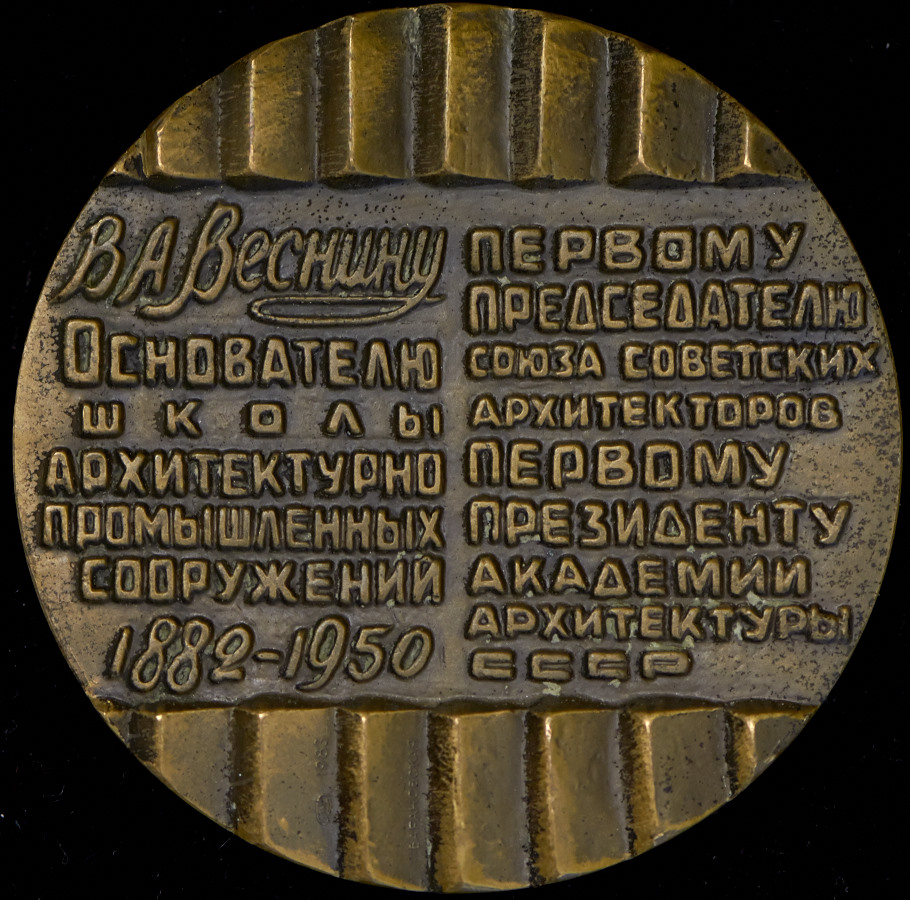 В А Веснину
Основателю
школы
АРХИТЕКТУРНО
ПРОМЫШЛЕННЫХ
СООРУЖЕНИЙ
1882-1950
ПЕРВОМУ
ПРЕДСЕДАТЕЛЮ
СОЮЗА СОВЕТСКИХ
АРХИТЕКТОРОВ
ПЕРВОМУ
ПРЕЗИДЕНТУ
АКАДЕМИИ
АРХИТЕКТУРЫ
СССР